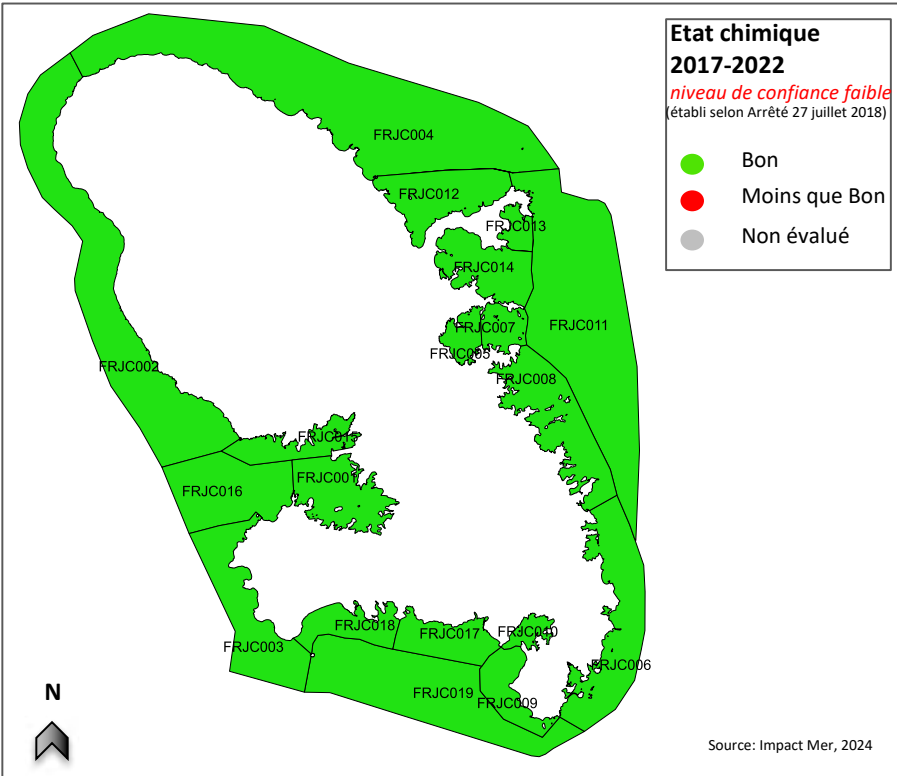 Etat chimique
2017-2022
niveau de confiance faible
(établi selon Arrêté 27 juillet 2018)
Bon
Moins que Bon
Non évalué
FRJC004
FRJC012
FRJC013
FRJC014
FRJC011
FRJC007
FRJC005
FRJC002
FRJC008
FRJC015
FRJC001
FRJC016
FRJC018
FRJC017
FRJC010
FRJC003
FRJC006
FRJC019
FRJC009
N
Source: Impact Mer, 2024